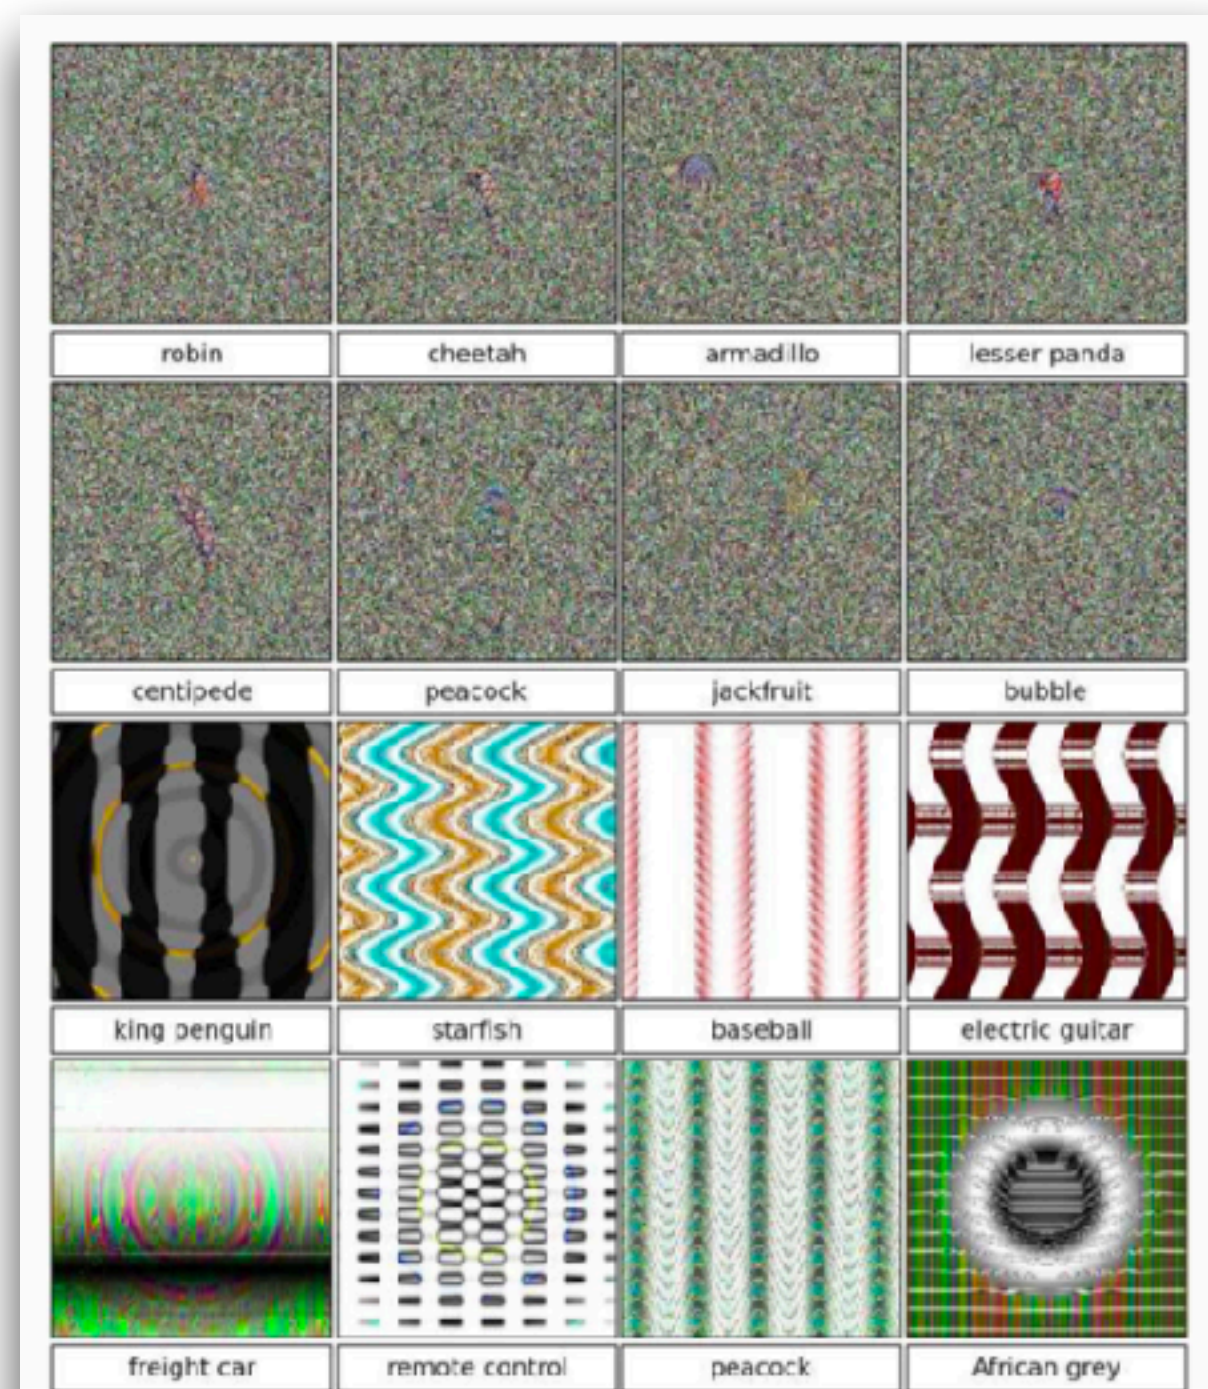 robin
cheetah
armadillo
lesser panda
centipede
peacock
jackfruit
bubble
king penguin
starfish
baseball
electric guitar
freight car
remote control
peacock
African grey